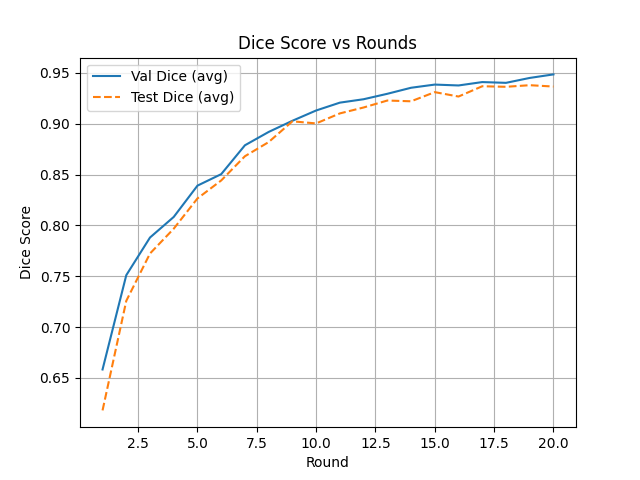 Dice Score vs Rounds
Val Dice (avg)
Test Dice (avg)
Dice Score
0.95
0.90
0.85
0.80
0.75
0.70
0.65
2.5 5.0 7.5 10.0 12.5 15.0 17.5 20.0
Round